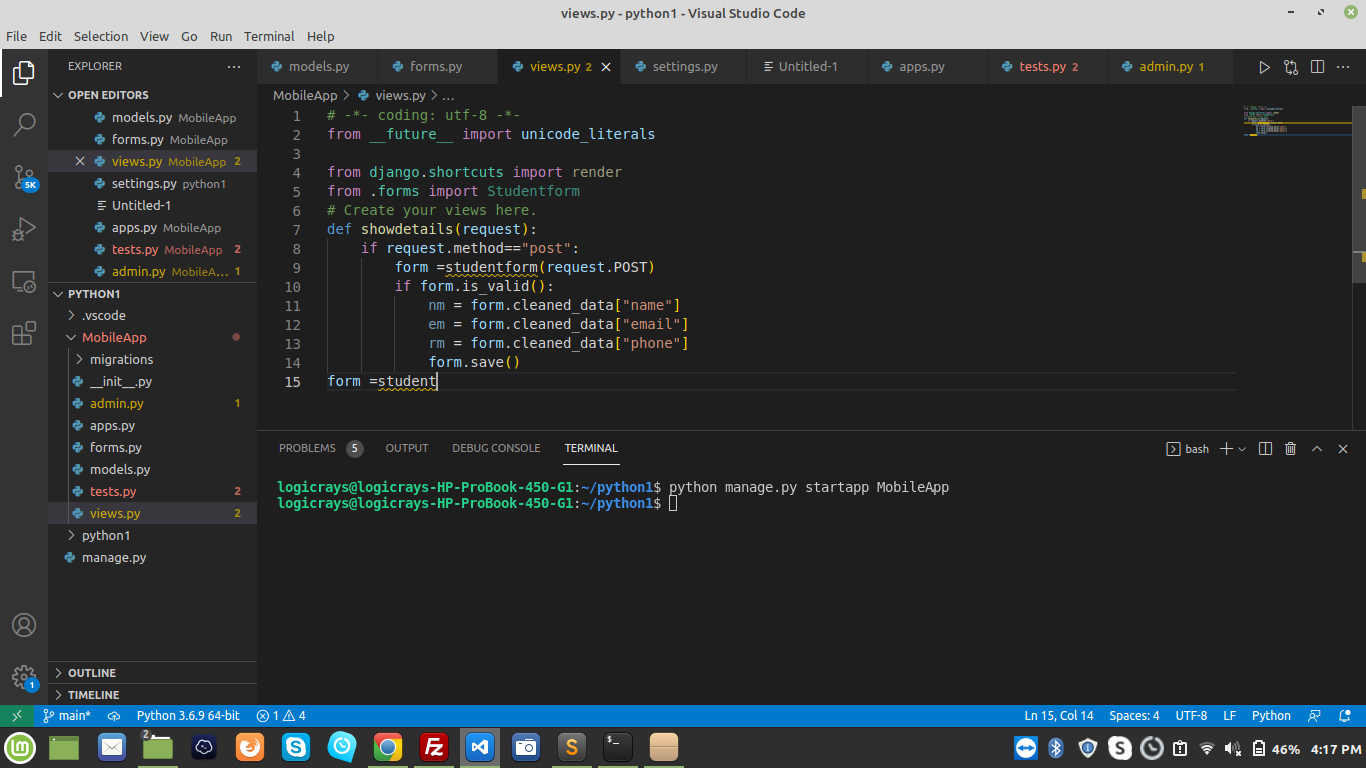 views.py - python1 - Visual Studio Code
File Edit Selection View Go Run Terminal Help
EXPLORER
OPEN EDITORS
models.py MobileApp
forms.py MobileApp
views.py MobileApp 2
settings.py python1
Untitled-1
apps.py MobileApp
tests.py MobileApp 2
admin.py MobileA... 1
PYTHON1
.vscode
MobileApp
migrations
__init__.py
admin.py 1
apps.py
forms.py
models.py
tests.py 2
views.py 2
python1
manage.py
OUTLINE
TIMELINE
5K
1
models.py forms.py views.py 2 settings.py Untitled-1 apps.py tests.py 2 admin.py 1
MobileApp > views.py > ...
1 # -*- coding: utf-8 -*-
2 from __future__ import unicode_literals
3
4 from django.shortcuts import render
5 from .forms import Studentform
6 # Create your views here.
7 def showdetails(request):
8 if request.method=="post":
9 form =studentform(request.POST)
10 if form.is_valid():
11 nm = form.cleaned_data["name"]
12 em = form.cleaned_data["email"]
13 rm = form.cleaned_data["phone"]
14 form.save()
15 form =student
PROBLEMS 5 OUTPUT DEBUG CONSOLE TERMINAL bash
logicrays@logicrays-HP-ProBook-450-G1:~/python1$ python manage.py startapp MobileApp
logicrays@logicrays-HP-ProBook-450-G1:~/python1$
main* Python 3.6.9 64-bit 1 4 Ln 15, Col 14 Spaces: 4 UTF-8 LF Python
2 46% 4:17 PM